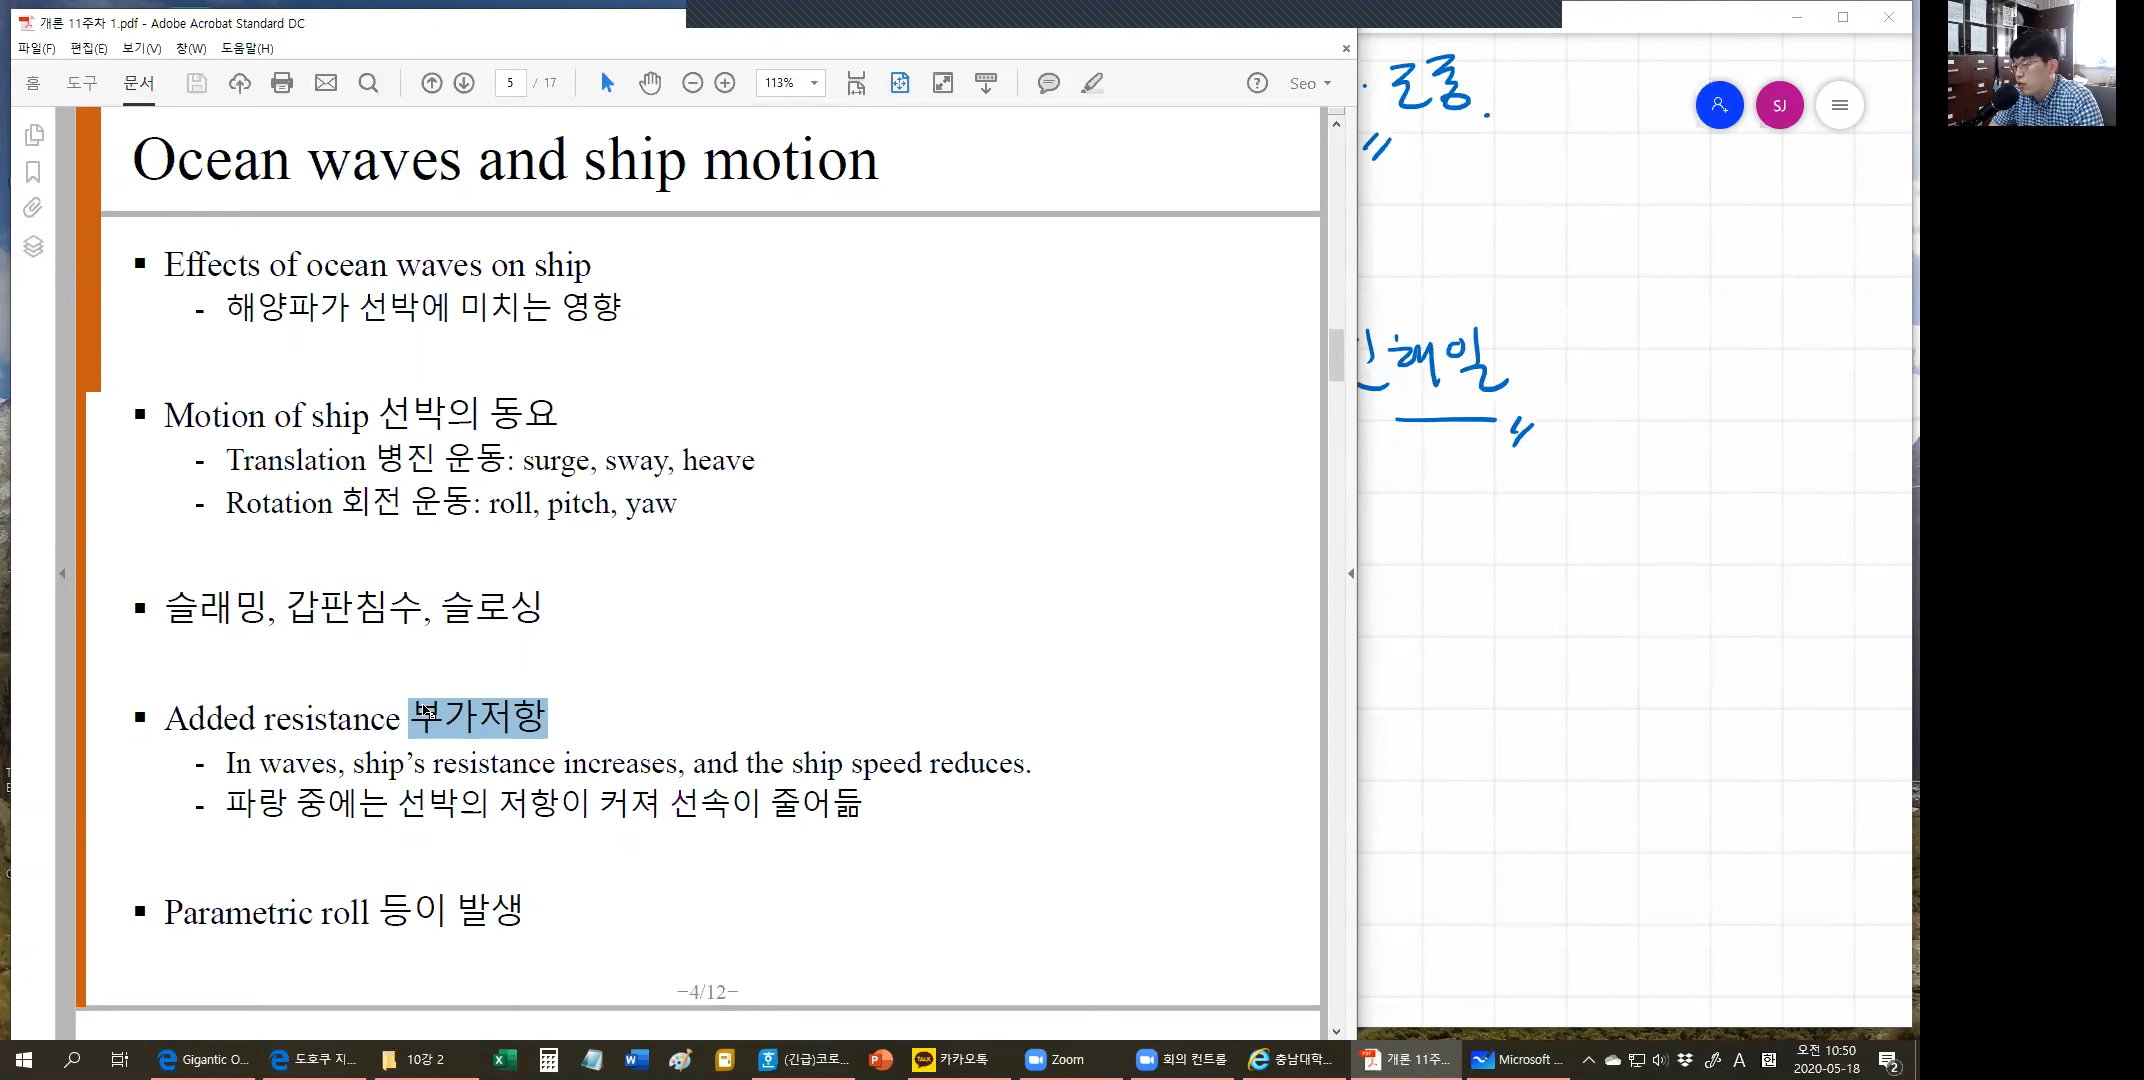 개론 11주차 1.pdf - Adobe Acrobat Standard DC
파일(F) 편집(E) 보기(V) 창(W) 도움말(H)
홈 도구 문서 5 / 17 113% Seo
SJ
Ocean waves and ship motion
▪ Effects of ocean waves on ship
- 해양파가 선박에 미치는 영향
▪ Motion of ship 선박의 동요
- Translation 병진 운동: surge, sway, heave
- Rotation 회전 운동: roll, pitch, yaw
▪ 슬래밍, 갑판침수, 슬로싱
▪ Added resistance 부가저항
- In waves, ship’s resistance increases, and the ship speed reduces.
- 파랑 중에는 선박의 저항이 커져 선속이 줄어듦
▪ Parametric roll 등이 발생
−4/12−
해일
Gigantic O... 도호쿠 지... 10강 2 (긴급)코로... 카카오톡 Zoom 회의 컨트롤 충남대학... 개론 11주... Microsoft ... A 한 오전 10:50
2020-05-18 2